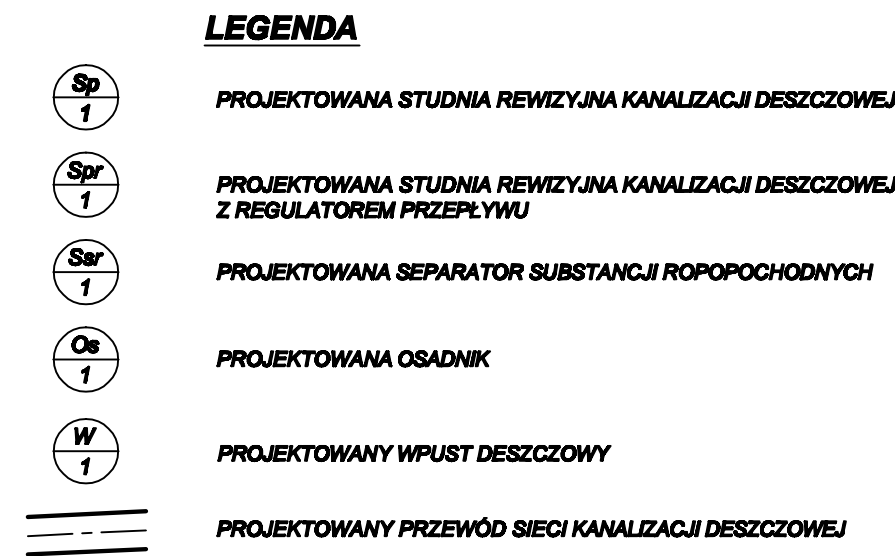 LEGENDA
Sp
1
PROJEKTOWANA STUDNIA REWIZYJNA KANALIZACJI DESZCZOWEJ
Spr
1
PROJEKTOWANA STUDNIA REWIZYJNA KANALIZACJI DESZCZOWEJ
Z REGULATOREM PRZEPŁYWU
Ssr
1
PROJEKTOWANA SEPARATOR SUBSTANCJI ROPOPOCHODNYCH
Os
1
PROJEKTOWANA OSADNIK
W
1
PROJEKTOWANY WPUST DESZCZOWY
PROJEKTOWANY PRZEWÓD SIECI KANALIZACJI DESZCZOWEJ